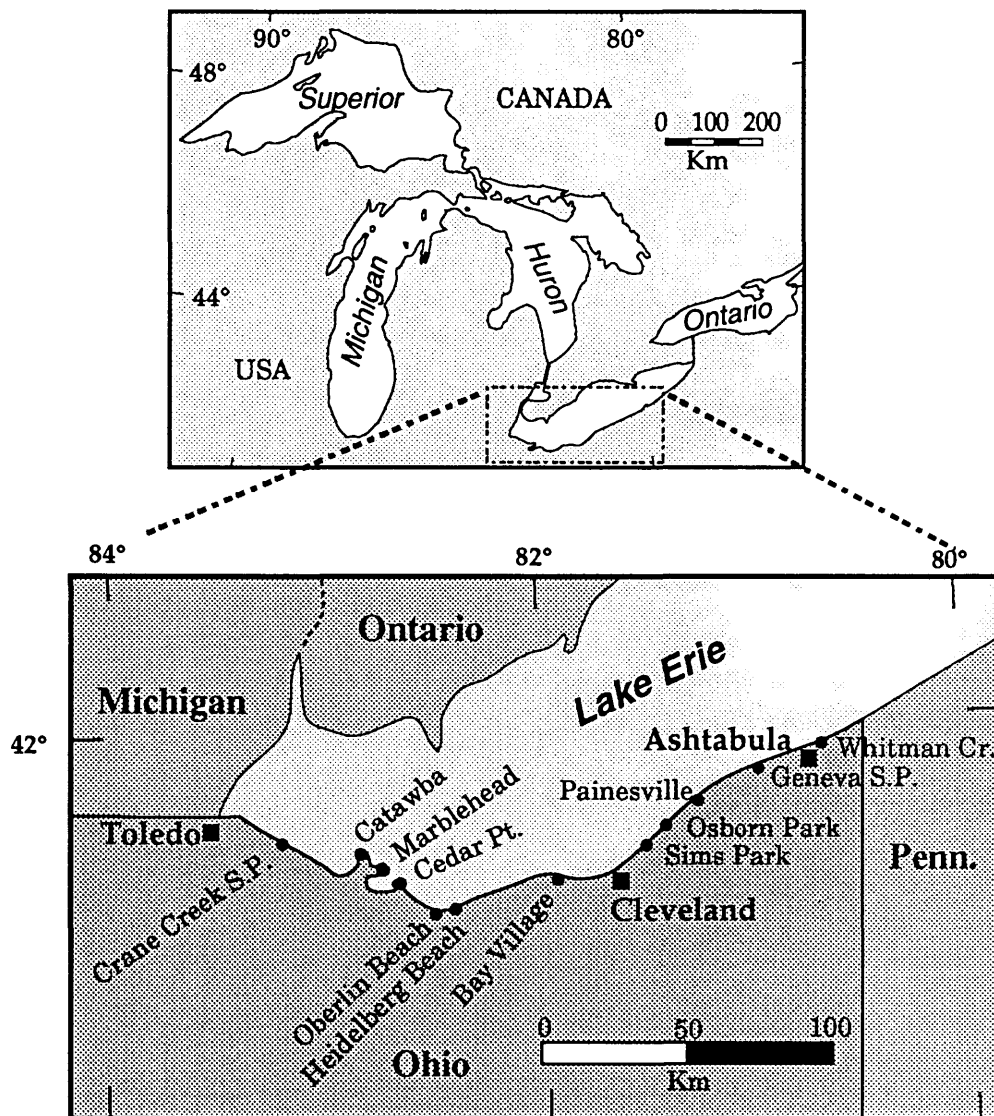 90°
80°
48°
Superior
CANADA
0 100 200
Km
Huron
Michigan
44°
Ontario
USA
84°
82°
80°
Ontario
Lake Erie
Michigan
42°
Ashtabula
Whitman Cr.
Geneva S.P.
Painesville
Catawba
Marblehead
Toledo
Osborn Park
Cedar Pt.
Sims Park
Penn.
Crane Creek S.P.
Cleveland
Bay Village
Oberlin Beach
Heidelberg Beach
0 50 100
Ohio
Km